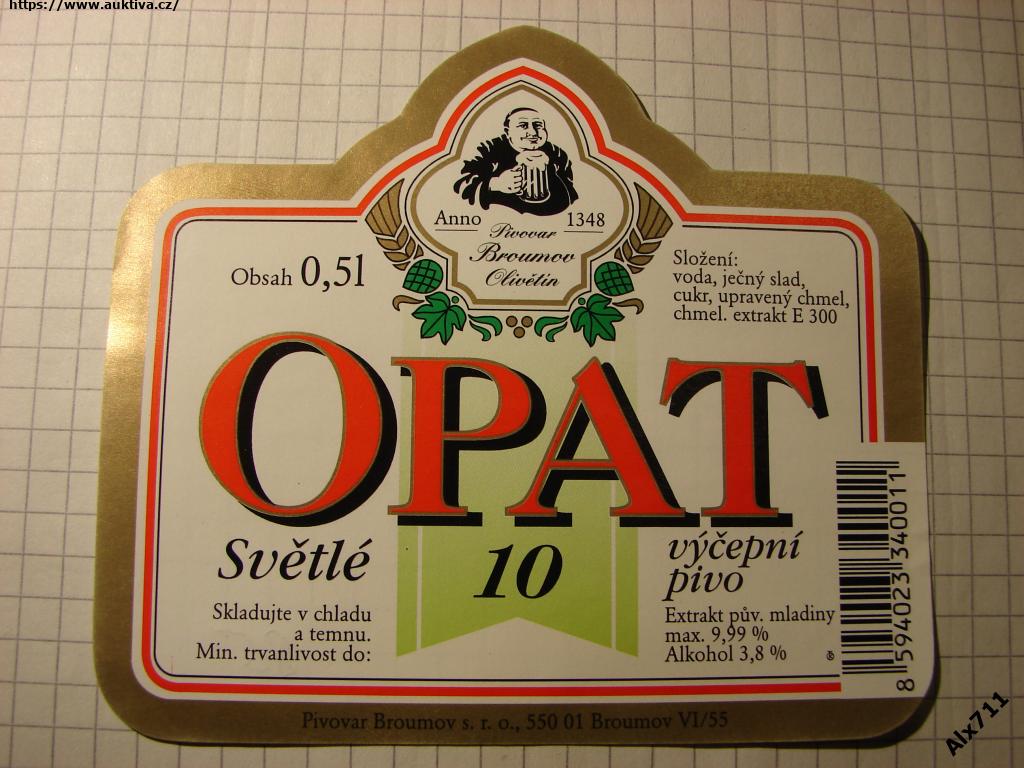 https://www.auktiva.cz/
Anno 1348
Pivovar
Broumov
Olivětín
Obsah 0,5l
Složení:
voda, ječný slad,
cukr, upravený chmel,
chmel. extrakt E 300
OPAT
Světlé
10
výčepní
pivo
Skladujte v chladu
a temnu.
Min. trvanlivost do:
Extrakt pův. mladiny
max. 9,99 %
Alkohol 3,8 %
8 594023 340011
Pivovar Broumov s. r. o., 550 01 Broumov VI/55
Alx711